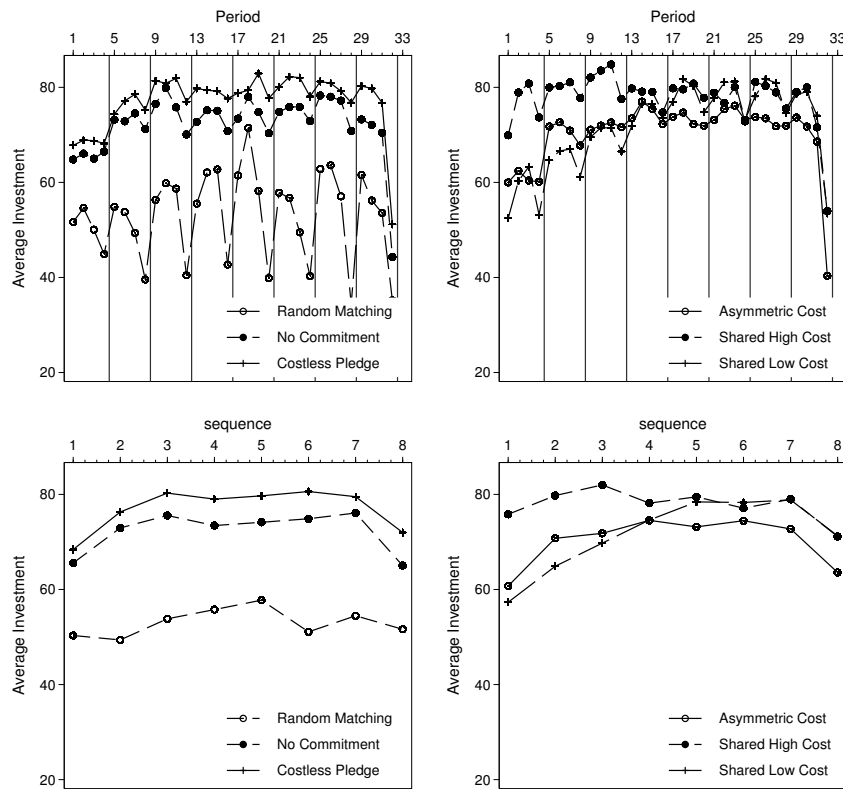 Period
1 5 9 13 17 21 25 29 33
80
60
40
20
Average Investment
Random Matching
No Commitment
Costless Pledge
Period
1 5 9 13 17 21 25 29 33
80
60
40
20
Average Investment
Asymmetric Cost
Shared High Cost
Shared Low Cost
sequence
1 2 3 4 5 6 7 8
80
60
40
20
Average Investment
Random Matching
No Commitment
Costless Pledge
sequence
1 2 3 4 5 6 7 8
80
60
40
20
Average Investment
Asymmetric Cost
Shared High Cost
Shared Low Cost